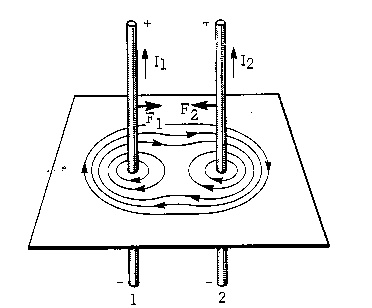 + +
I1 I2
F1 F2
- -
1 2